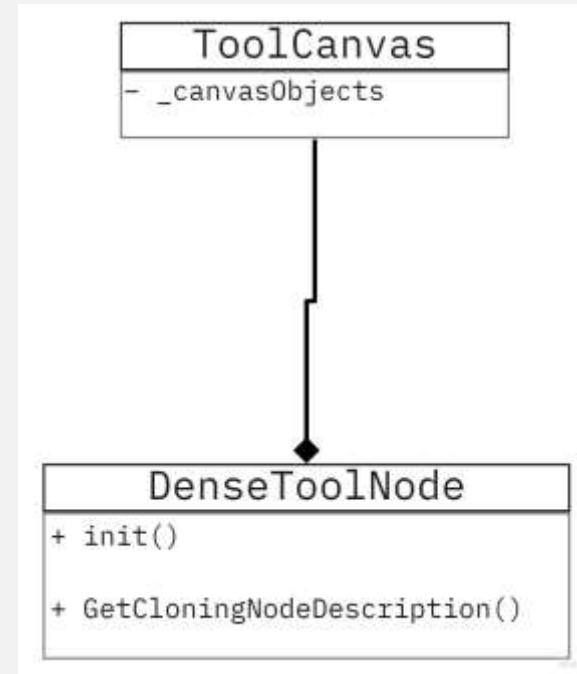 ToolCanvas
- _canvasObjects
DenseToolNode
+ init()
+ GetCloningNodeDescription()